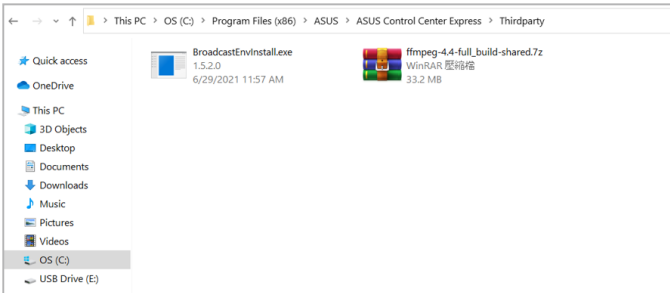 This PC > OS (C:) > Program Files (x86) > ASUS > ASUS Control Center Express > Thirdparty
Quick access
OneDrive
This PC
3D Objects
Desktop
Documents
Downloads
Music
Pictures
Videos
OS (C:)
USB Drive (E:)
BroadcastEnvInstall.exe
1.5.2.0
6/29/2021 11:57 AM
ffmpeg-4.4-full_build-shared.7z
WinRAR 壓縮檔
33.2 MB